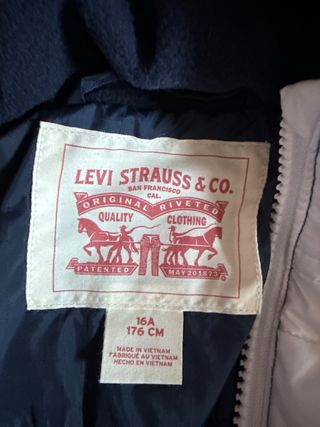 LEVI STRAUSS & CO.
SAN FRANCISCO
CAL.
ORIGINAL RIVETED
QUALITY CLOTHING
PATENTED MAY 20 1873
16A
176 CM
MADE IN VIETNAM
FABRIQUÉ AU VIETNAM
HECHO EN VIETNAM